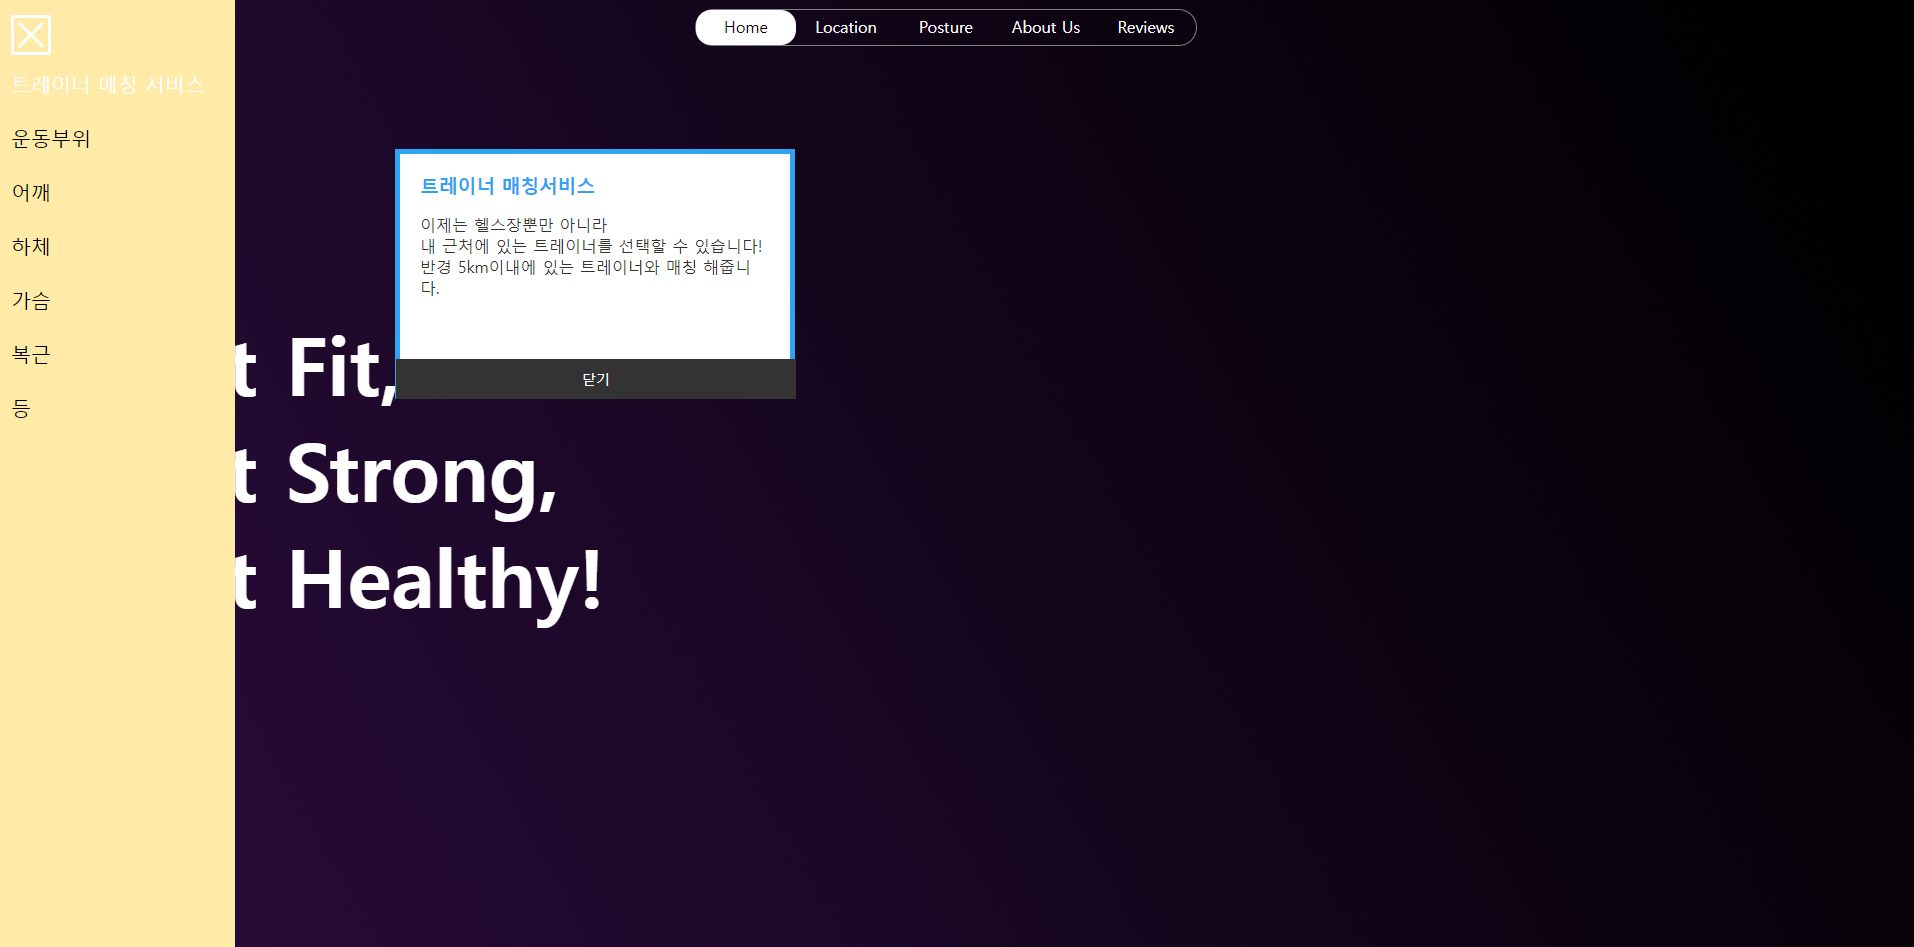 Home Location Posture About Us Reviews
트레이너 매칭 서비스
운동부위
어깨
하체
가슴
복근
등
트레이너 매칭서비스
이제는 헬스장뿐만 아니라
내 근처에 있는 트레이너를 선택할 수 있습니다!
반경 5km이내에 있는 트레이너와 매칭 해줍니
다.
닫기
t Fit,
t Strong,
t Healthy!